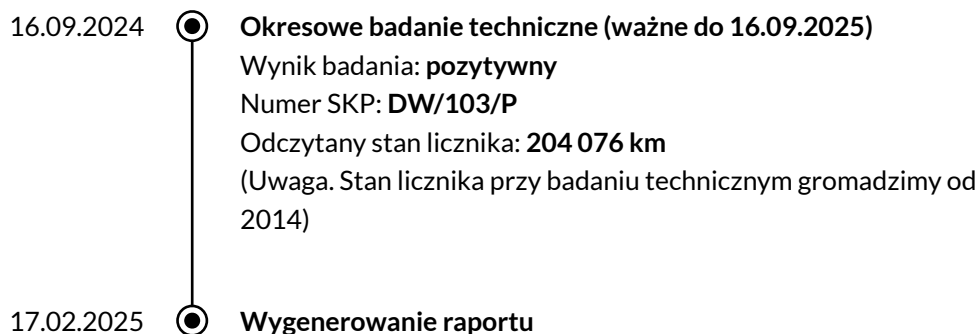 16.09.2024 Okresowe badanie techniczne (ważne do 16.09.2025)
Wynik badania: pozytywny
Numer SKP: DW/103/P
Odczytany stan licznika: 204 076 km
(Uwaga. Stan licznika przy badaniu technicznym gromadzimy od
2014)
17.02.2025 Wygenerowanie raportu